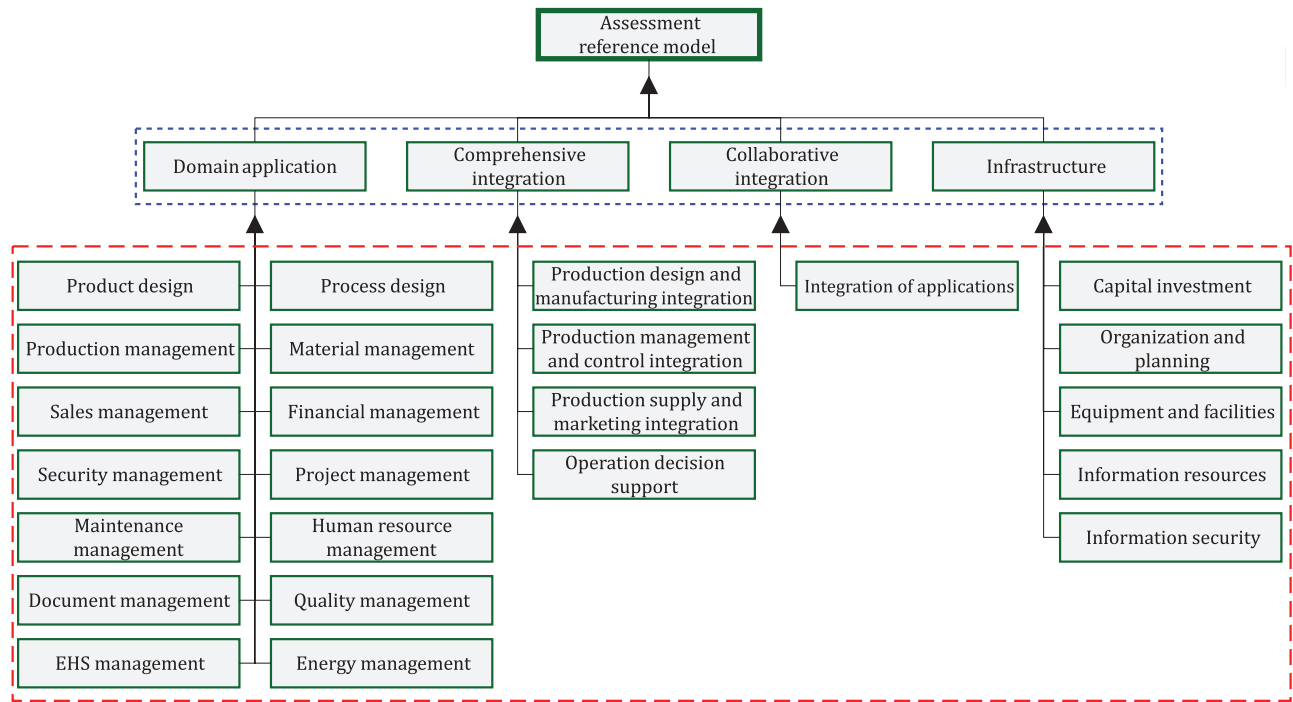 Assessment
reference model
Domain application
Comprehensive
integration
Collaborative
integration
Infrastructure
Product design
Process design
Production management
Material management
Sales management
Financial management
Security management
Project management
Maintenance
management
Human resource
management
Document management
Quality management
EHS management
Energy management
Production design and
manufacturing integration
Production management
and control integration
Production supply and
marketing integration
Operation decision
support
Integration of applications
Capital investment
Organization and
planning
Equipment and facilities
Information resources
Information security